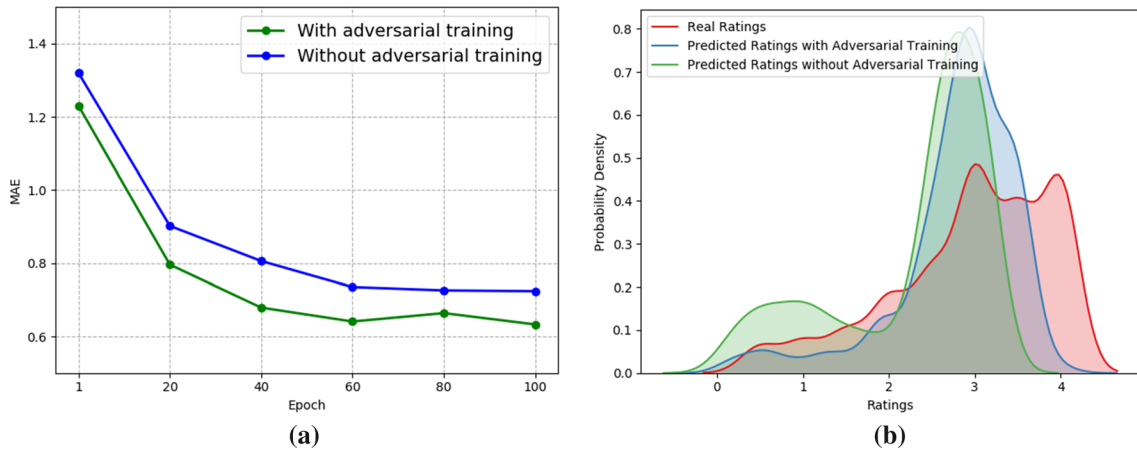 With adversarial training
Without adversarial training
MAE
1.4
1.2
1.0
0.8
0.6
1 20 40 60 80 100
Epoch
(a)
Real Ratings
Predicted Ratings with Adversarial Training
Predicted Ratings without Adversarial Training
Probability Density
0.8
0.7
0.6
0.5
0.4
0.3
0.2
0.1
0.0
0 1 2 3 4
Ratings
(b)